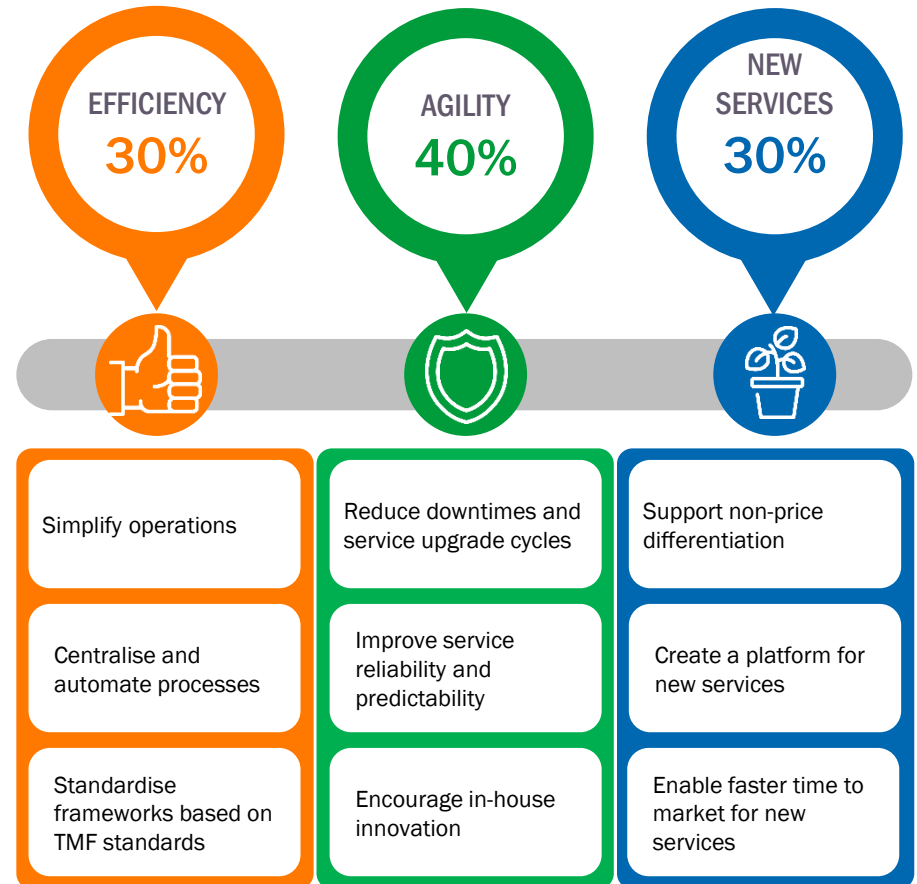 EFFICIENCY
30%
AGILITY
40%
NEW
SERVICES
30%
Simplify operations
Centralise and
automate processes
Standardise
frameworks based on
TMF standards
Reduce downtimes and
service upgrade cycles
Improve service
reliability and
predictability
Encourage in-house
innovation
Support non-price
differentiation
Create a platform for
new services
Enable faster time to
market for new
services